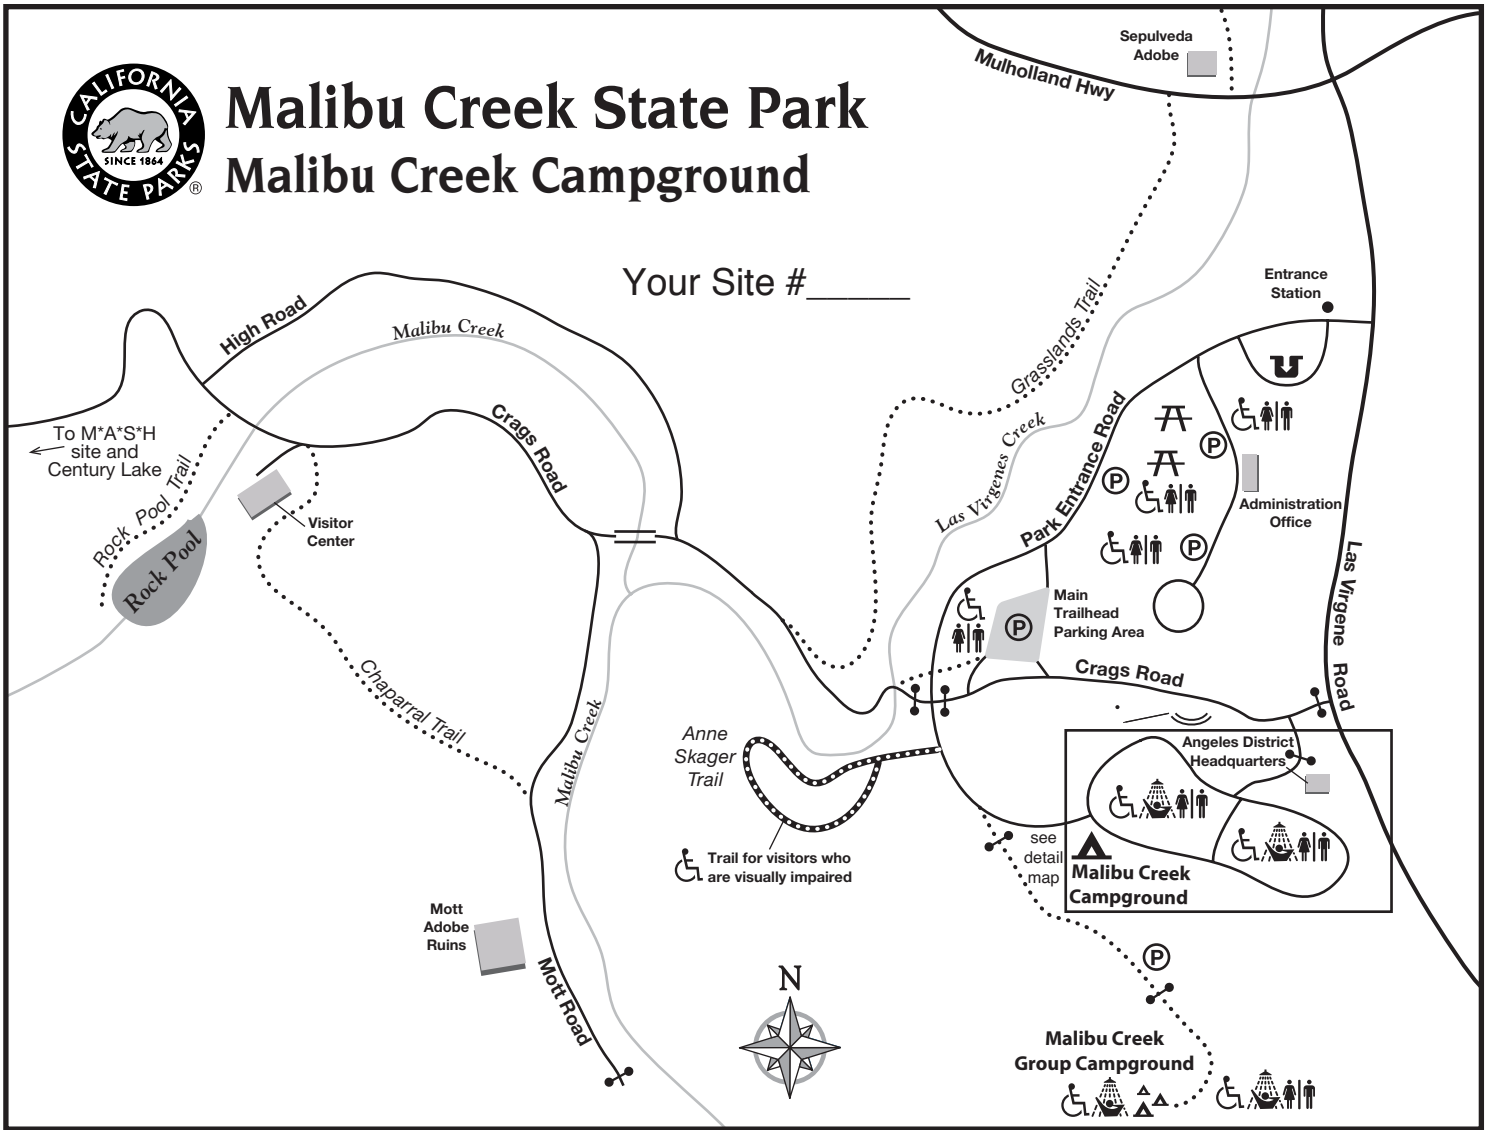 CALIFORNIA
STATE PARKS
SINCE 1864
®
Malibu Creek State Park
Malibu Creek Campground
Your Site #_____
Sepulveda
Adobe
Mulholland Hwy
Entrance
Station
Grasslands Trail
High Road
Malibu Creek
Crags Road
To M*A*S*H
site and
Century Lake
Rock Pool Trail
Rock Pool
Visitor
Center
Las Virgenes Creek
Park Entrance Road
P
P
P
Administration
Office
Las Virgene Road
Main
Trailhead
Parking Area
P
Crags Road
Chaparral Trail
Malibu Creek
Anne
Skager
Trail
Trail for visitors who
are visually impaired
Angeles District
Headquarters
see
detail
map
Malibu Creek
Campground
Mott
Adobe
Ruins
Mott Road
N
P
Malibu Creek
Group Campground